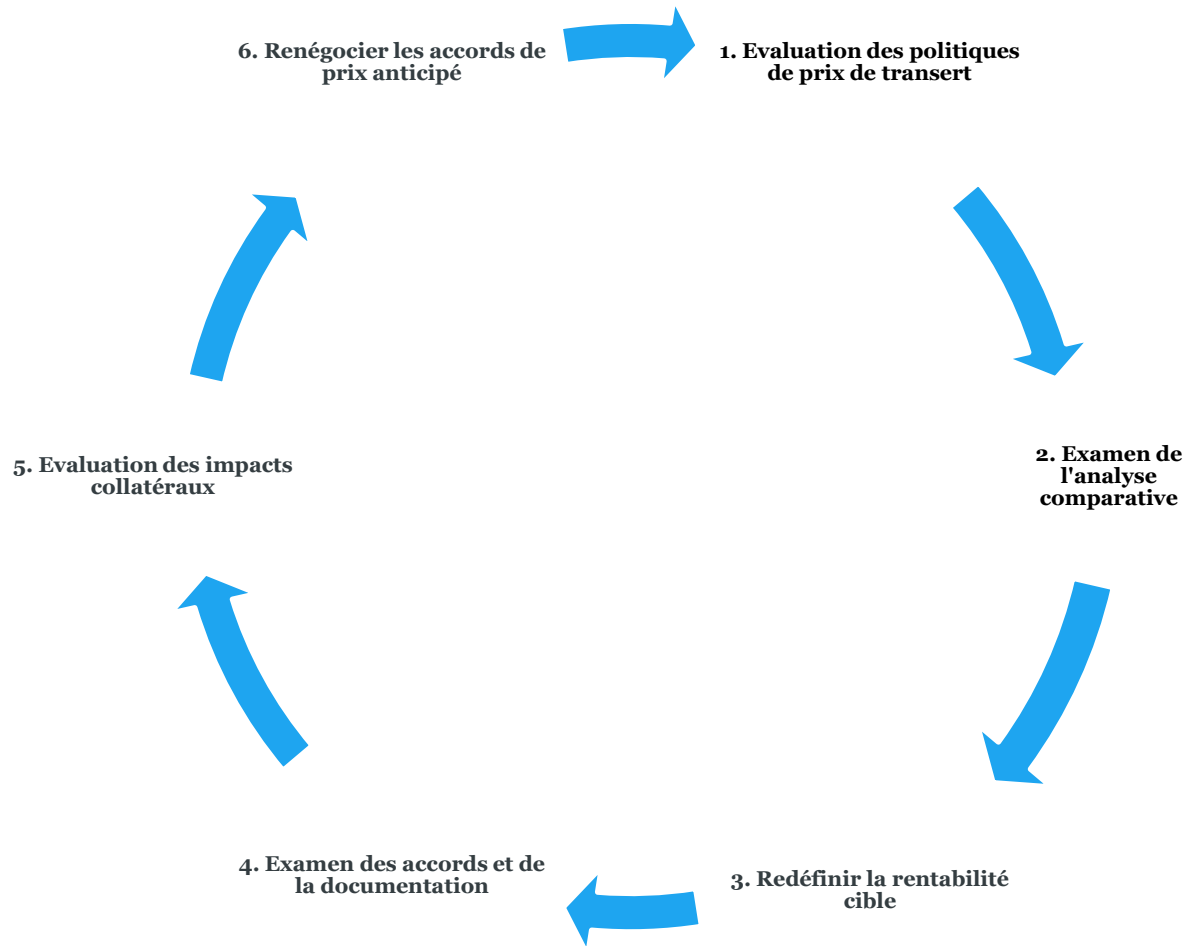 1. Evaluation des politiques
de prix de transert
2. Examen de
l'analyse
comparative
3. Redéfinir la rentabilité
cible
4. Examen des accords et de
la documentation
5. Evaluation des impacts
collatéraux
6. Renégocier les accords de
prix anticipé